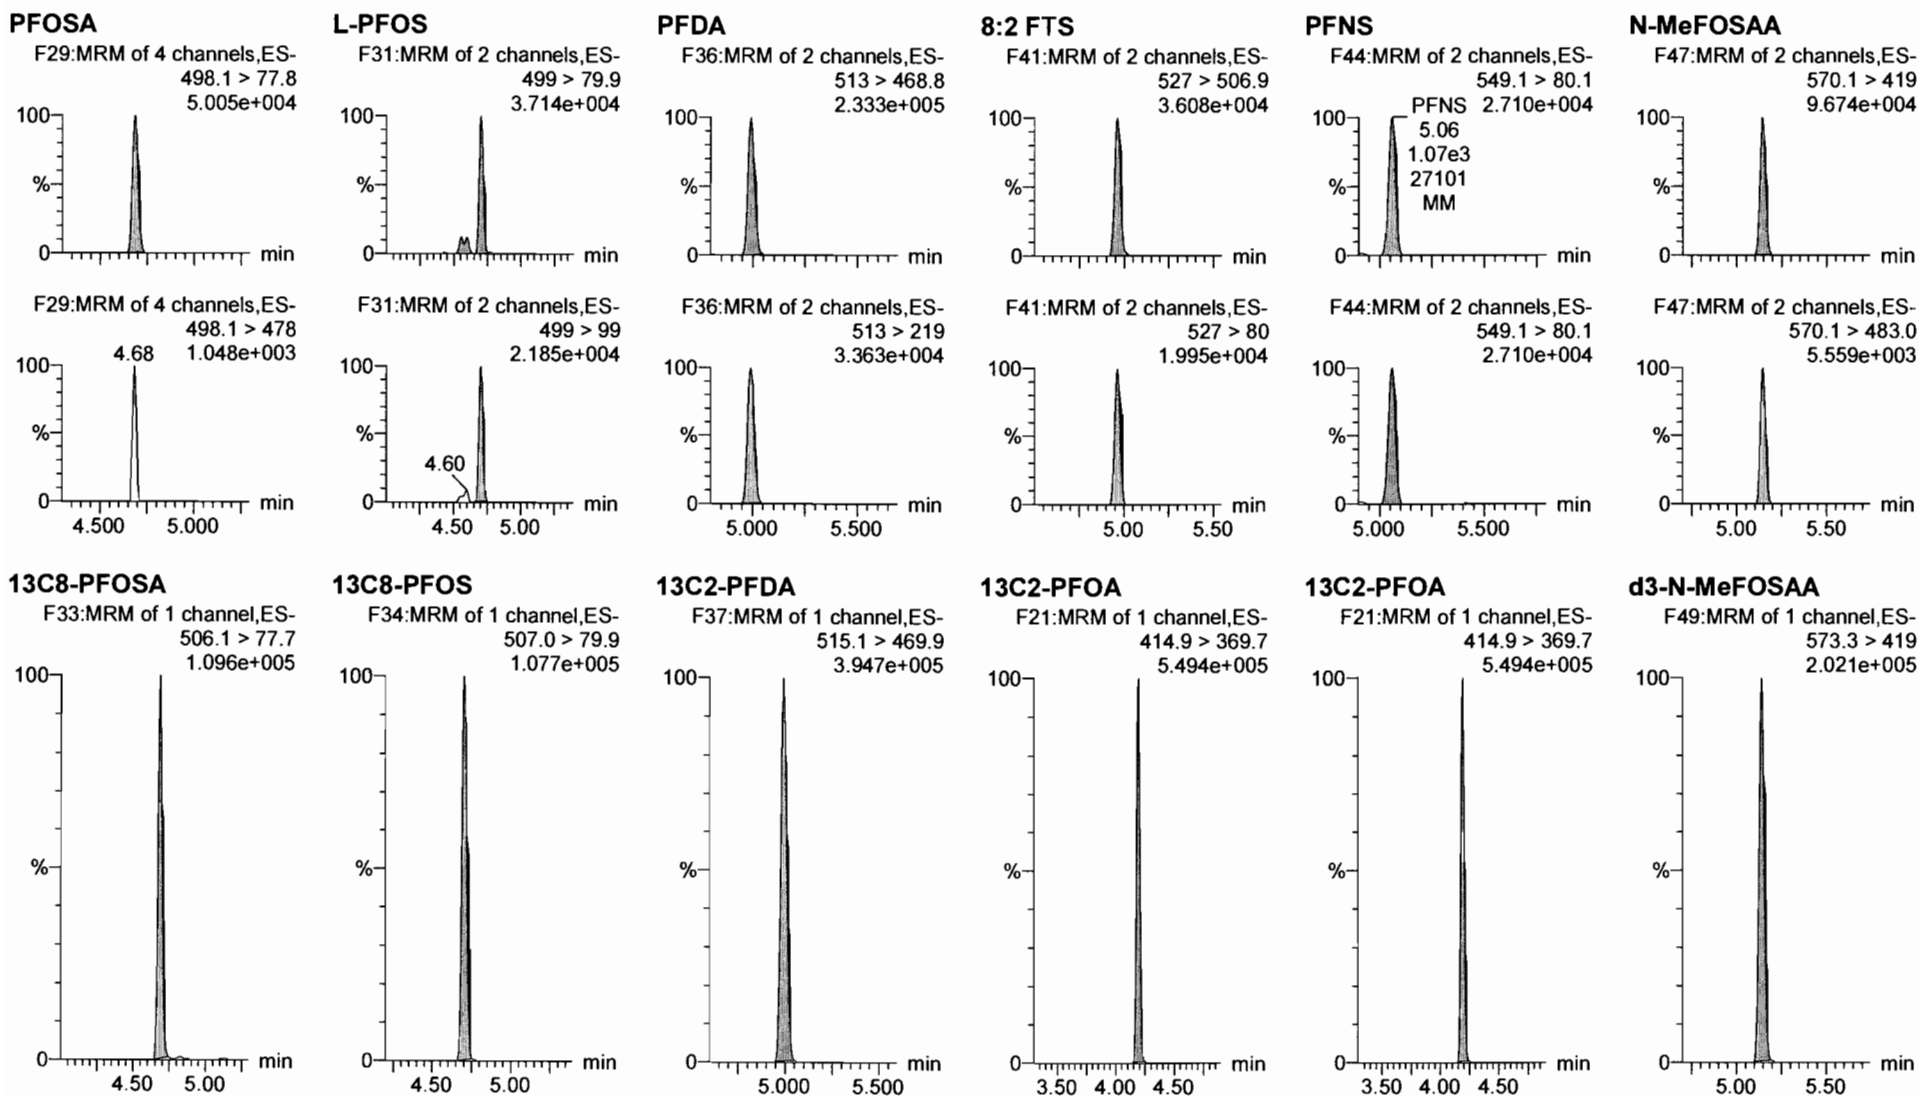 PFOSA
F29:MRM of 4 channels,ES-
498.1 > 77.8
5.005e+004
100
%
0
min
F29:MRM of 4 channels,ES-
498.1 > 478
4.68 1.048e+003
100
%
0
min
4.500 5.000
L-PFOS
F31:MRM of 2 channels,ES-
499 > 79.9
3.714e+004
100
%
0
min
F31:MRM of 2 channels,ES-
499 > 99
2.185e+004
100
%
4.60
0
min
4.50 5.00
PFDA
F36:MRM of 2 channels,ES-
513 > 468.8
2.333e+005
100
%
0
min
F36:MRM of 2 channels,ES-
513 > 219
3.363e+004
100
%
0
min
5.000 5.500
8:2 FTS
F41:MRM of 2 channels,ES-
527 > 506.9
3.608e+004
100
%
0
min
F41:MRM of 2 channels,ES-
527 > 80
1.995e+004
100
%
0
min
5.00 5.50
PFNS
F44:MRM of 2 channels,ES-
549.1 > 80.1
PFNS 2.710e+004
100
5.06
1.07e3
27101
MM
%
0
min
F44:MRM of 2 channels,ES-
549.1 > 80.1
2.710e+004
100
%
0
min
5.000 5.500
N-MeFOSAA
F47:MRM of 2 channels,ES-
570.1 > 419
9.674e+004
100
%
0
min
F47:MRM of 2 channels,ES-
570.1 > 483.0
5.559e+003
100
%
0
min
5.00 5.50
13C8-PFOSA
F33:MRM of 1 channel,ES-
506.1 > 77.7
1.096e+005
100
%
0
min
4.50 5.00
13C8-PFOS
F34:MRM of 1 channel,ES-
507.0 > 79.9
1.077e+005
100
%
0
min
4.50 5.00
13C2-PFDA
F37:MRM of 1 channel,ES-
515.1 > 469.9
3.947e+005
100
%
0
min
5.000 5.500
13C2-PFOA
F21:MRM of 1 channel,ES-
414.9 > 369.7
5.494e+005
100
%
0
min
3.50 4.00 4.50
13C2-PFOA
F21:MRM of 1 channel,ES-
414.9 > 369.7
5.494e+005
100
%
0
min
3.50 4.00 4.50
d3-N-MeFOSAA
F49:MRM of 1 channel,ES-
573.3 > 419
2.021e+005
100
%
0
min
5.00 5.50